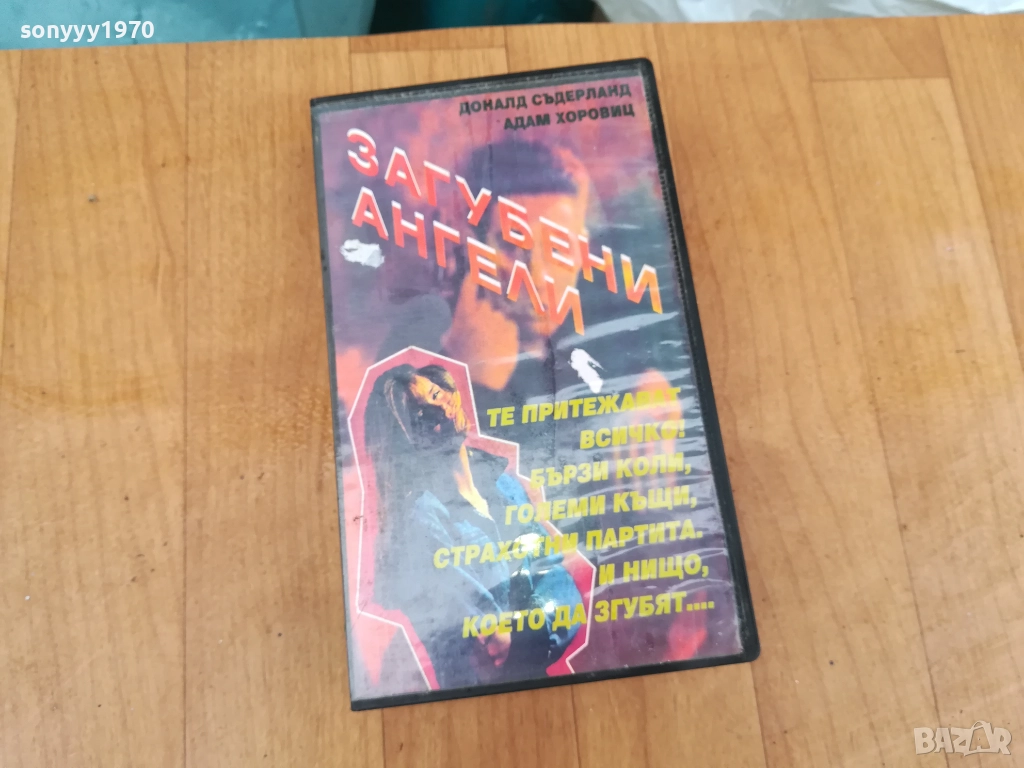 sonyyy1970
ДОНАЛД СЪДЕРЛАНД
АДАМ ХОРОВИЦ
ЗАГУБЕНИ
АНГЕЛИ
ТЕ ПРИТЕЖАВАТ
ВСИЧКО!
БЪРЗИ КОЛИ,
ГОЛЕМИ КЪЩИ,
СТРАХОТНИ ПАРТИТА.
И НИЩО,
КОЕТО ДА ЗГУБЯТ....
BAZAR